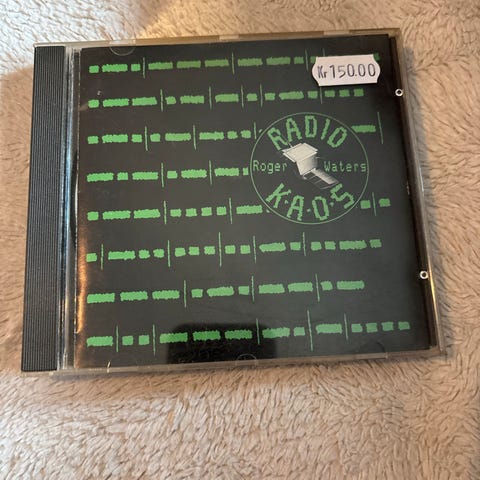 Kr 150.00
RADIO
Roger Waters
K·A·O·S